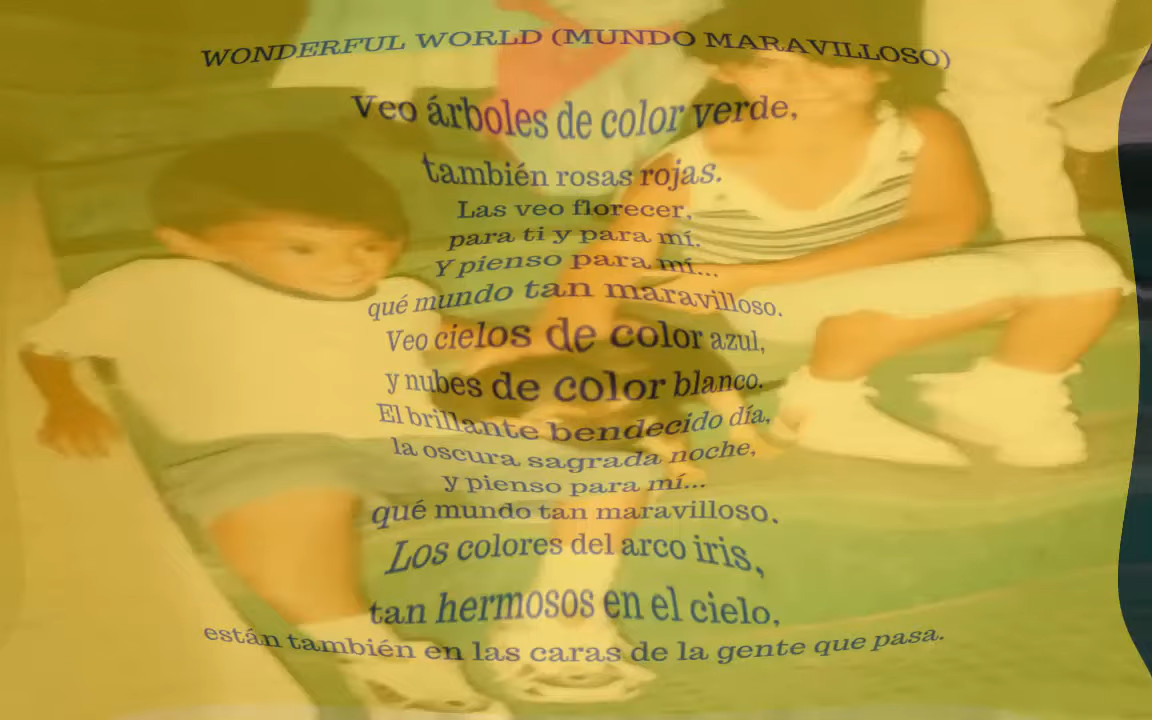 WONDERFUL WORLD (MUNDO MARAVILLOSO)
Veo árboles de color verde,
también rosas rojas.
Las veo florecer,
para ti y para mí.
Y pienso para mí...
qué mundo tan maravilloso.
Veo cielos de color azul,
y nubes de color blanco.
El brillante bendecido día,
la oscura sagrada noche,
y pienso para mí...
qué mundo tan maravilloso.
Los colores del arco iris,
tan hermosos en el cielo,
están también en las caras de la gente que pasa.